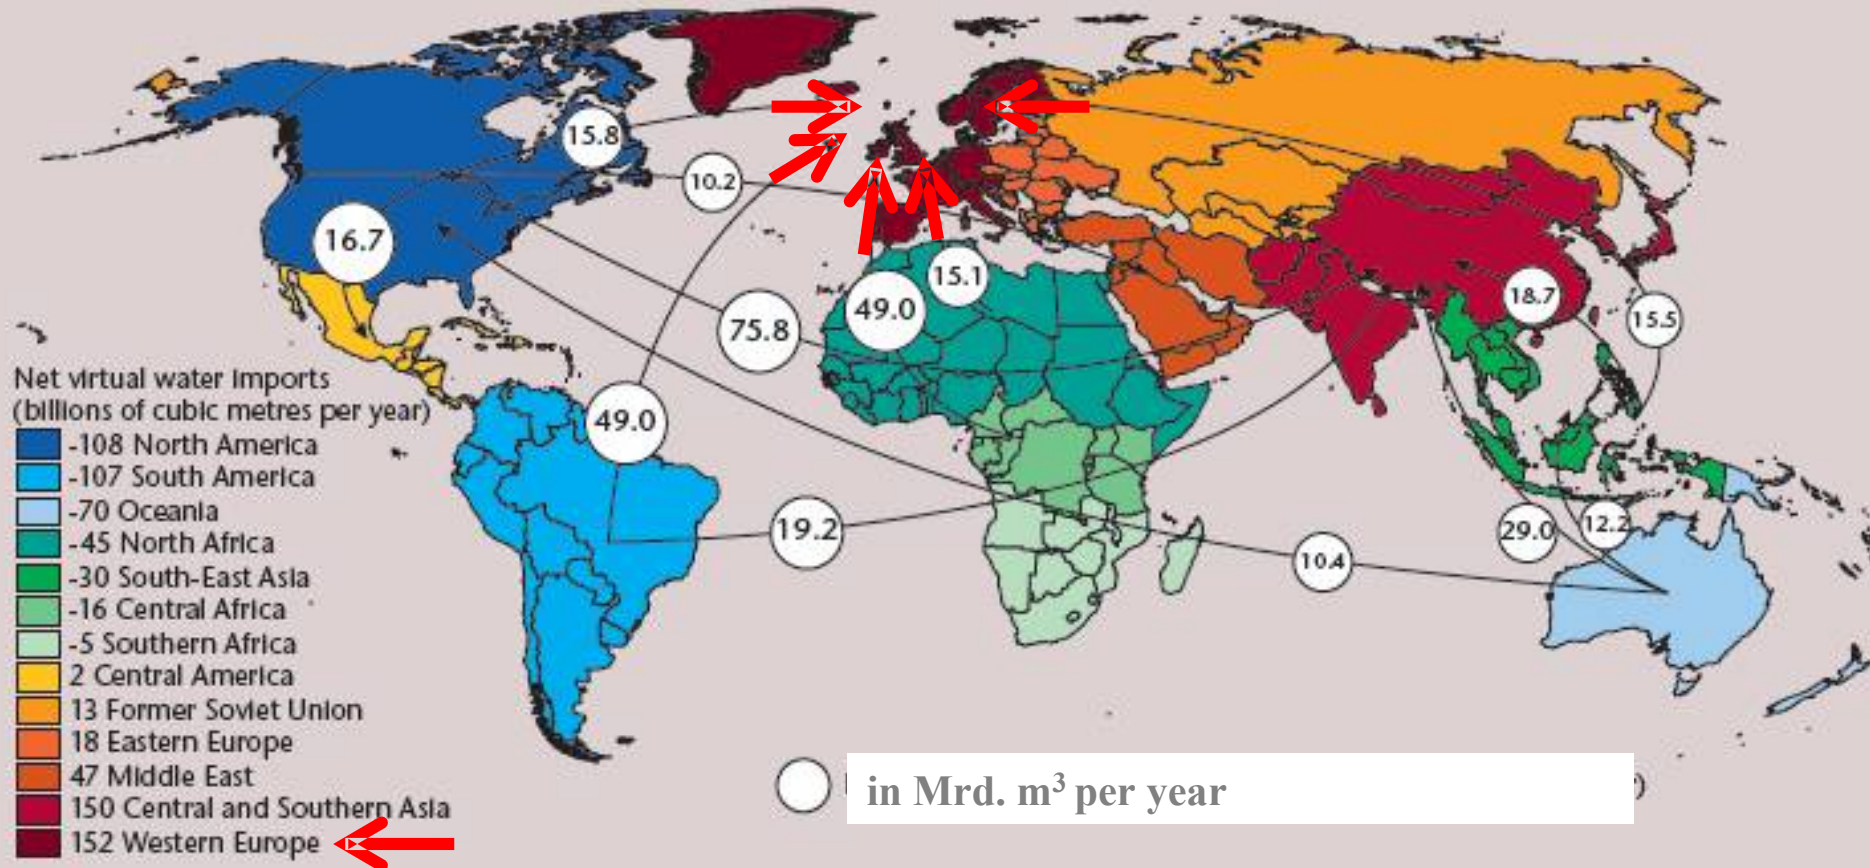 15.8
10.2
16.7
15.1
49.0
75.8
18.7
15.5
49.0
19.2
10.4
29.0
12.2
Net virtual water imports
(billions of cubic metres per year)
-108 North America
-107 South America
-70 Oceania
-45 North Africa
-30 South-East Asia
-16 Central Africa
-5 Southern Africa
2 Central America
13 Former Soviet Union
18 Eastern Europe
47 Middle East
150 Central and Southern Asia
152 Western Europe
in Mrd. m³ per year
)